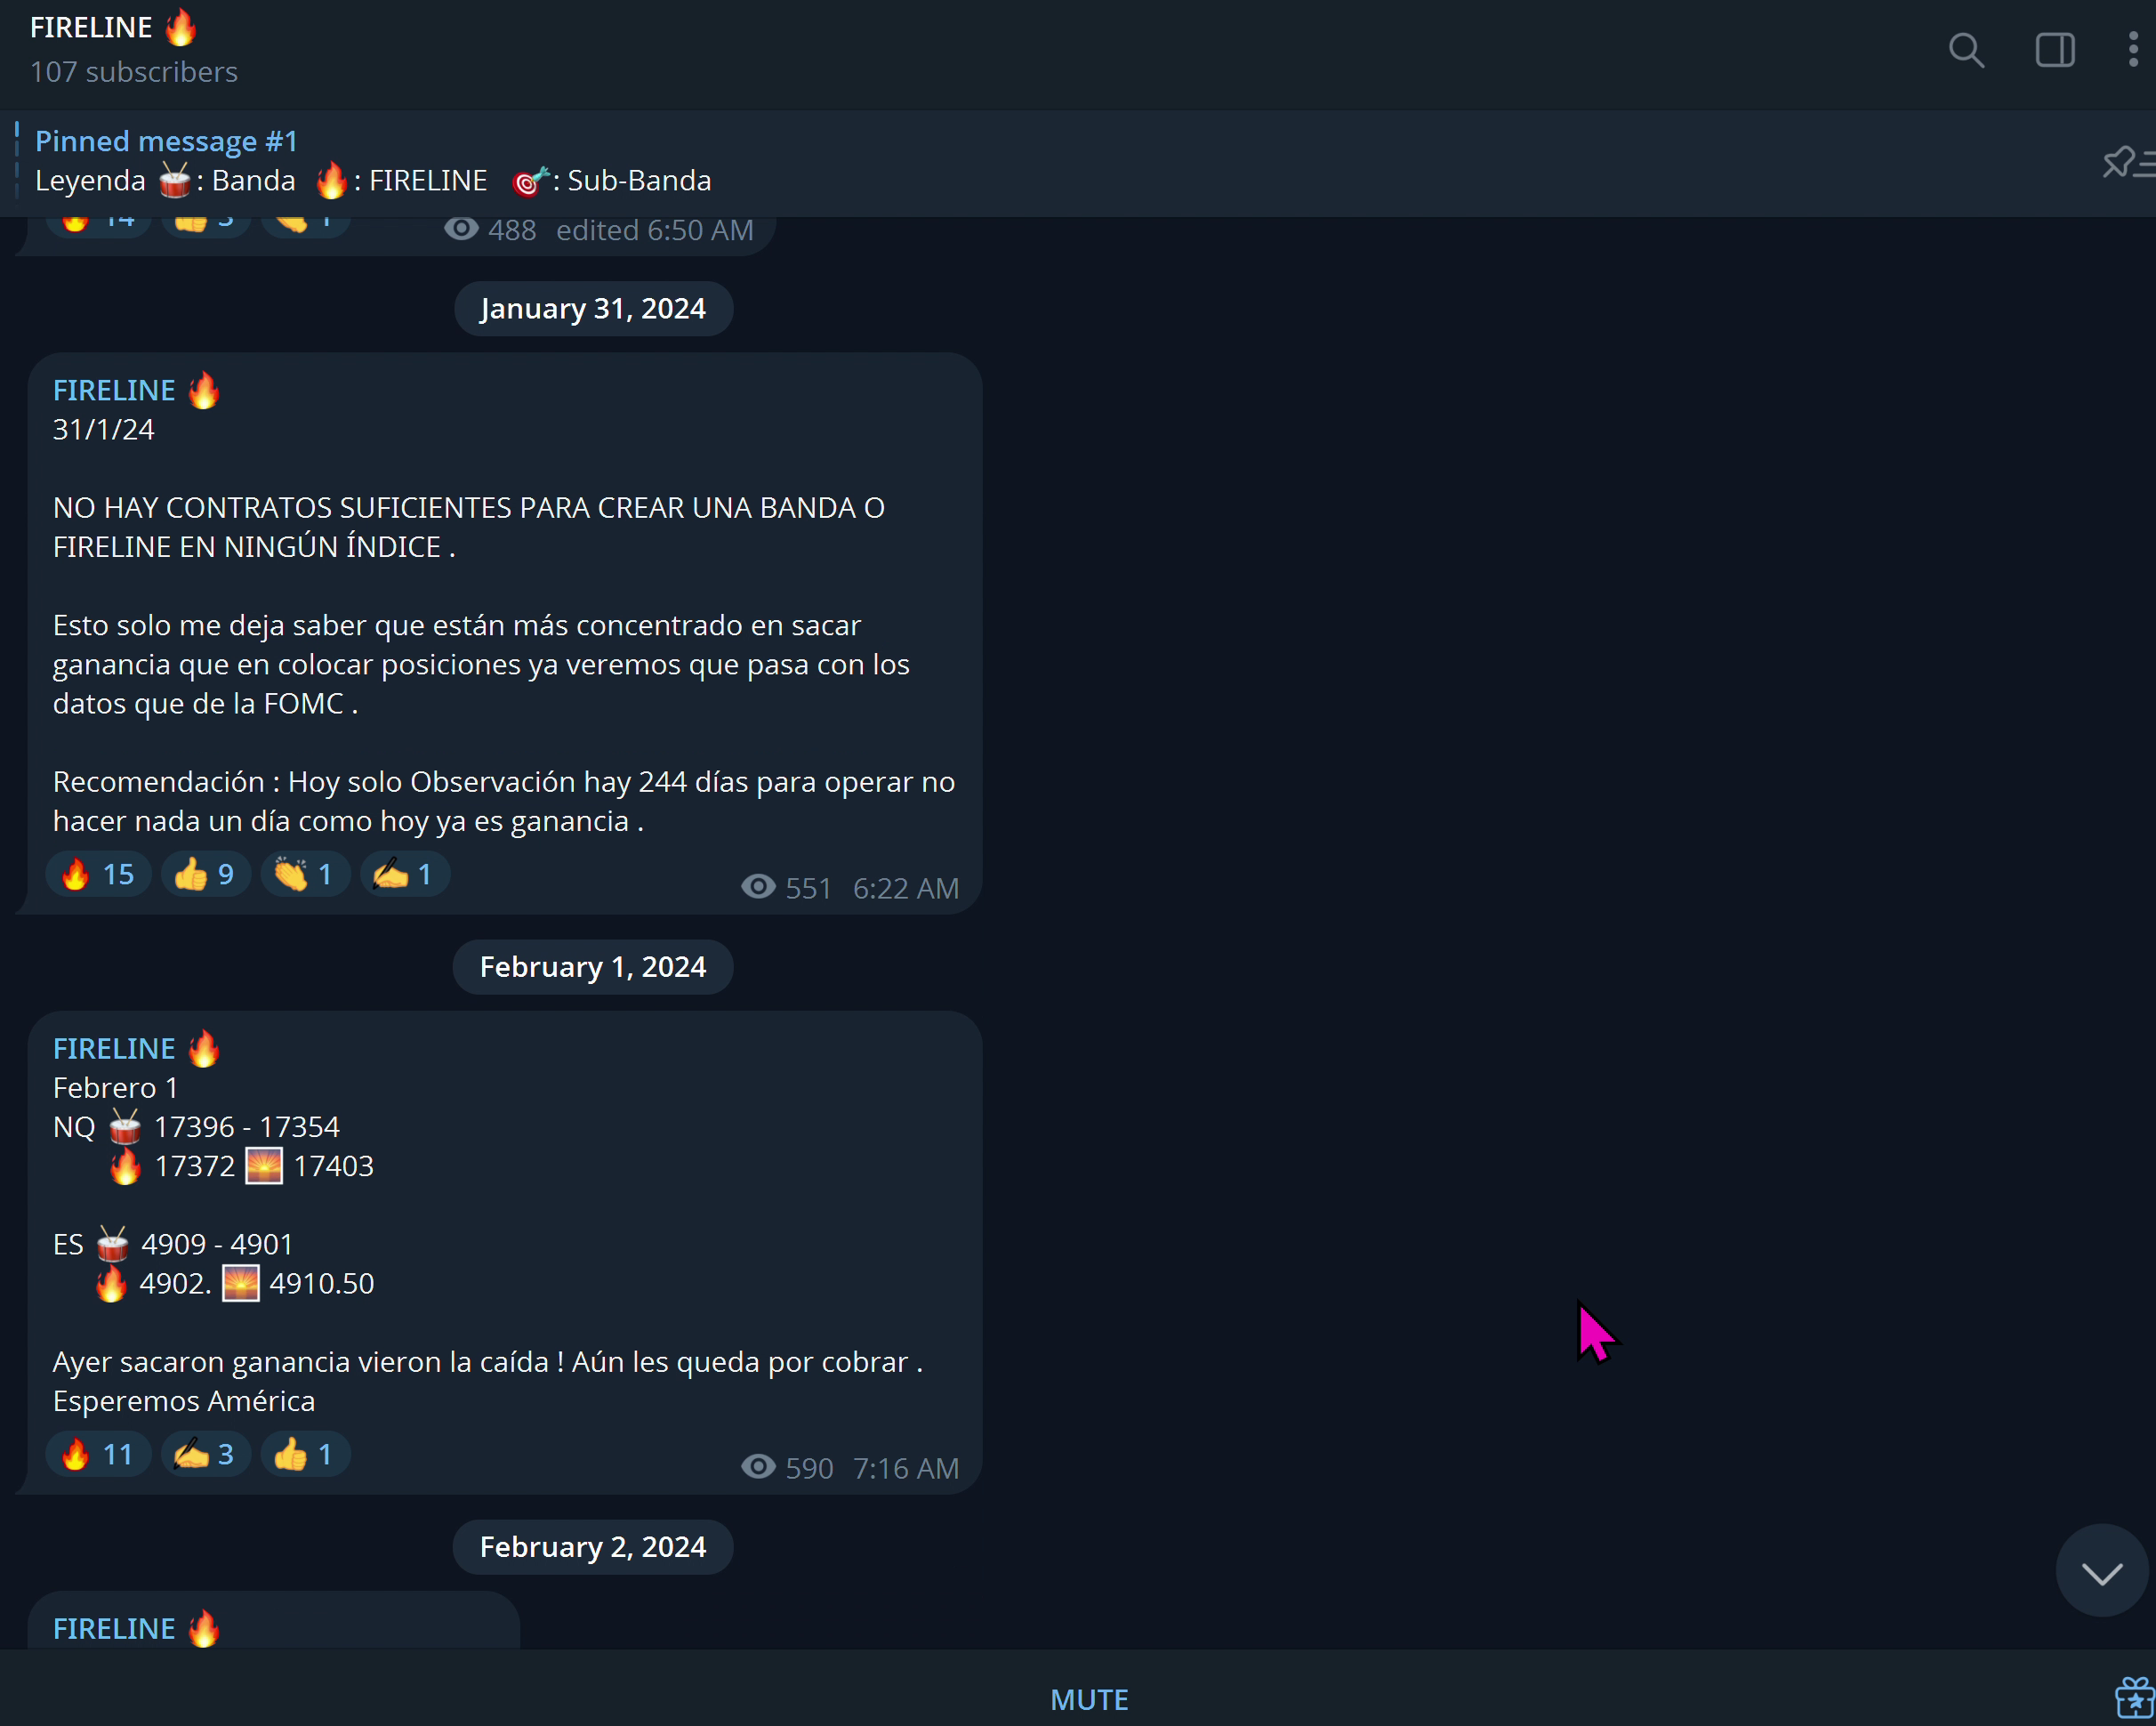 FIRELINE 🔥
107 subscribers
Pinned message #1
Leyenda 🥁: Banda 🔥: FIRELINE 🎯: Sub-Banda
🔥 14 👍 3 👏 1 488 edited 6:50 AM
January 31, 2024
FIRELINE 🔥
31/1/24
NO HAY CONTRATOS SUFICIENTES PARA CREAR UNA BANDA O
FIRELINE EN NINGÚN ÍNDICE .
Esto solo me deja saber que están más concentrado en sacar
ganancia que en colocar posiciones ya veremos que pasa con los
datos que de la FOMC .
Recomendación : Hoy solo Observación hay 244 días para operar no
hacer nada un día como hoy ya es ganancia .
🔥 15 👍 9 👏 1 ✍️ 1 551 6:22 AM
February 1, 2024
FIRELINE 🔥
Febrero 1
NQ 🥁 17396 - 17354
🔥 17372 🌅 17403
ES 🥁 4909 - 4901
🔥 4902. 🌅 4910.50
Ayer sacaron ganancia vieron la caída ! Aún les queda por cobrar .
Esperemos América
🔥 11 ✍️ 3 👍 1 590 7:16 AM
February 2, 2024
FIRELINE 🔥
MUTE